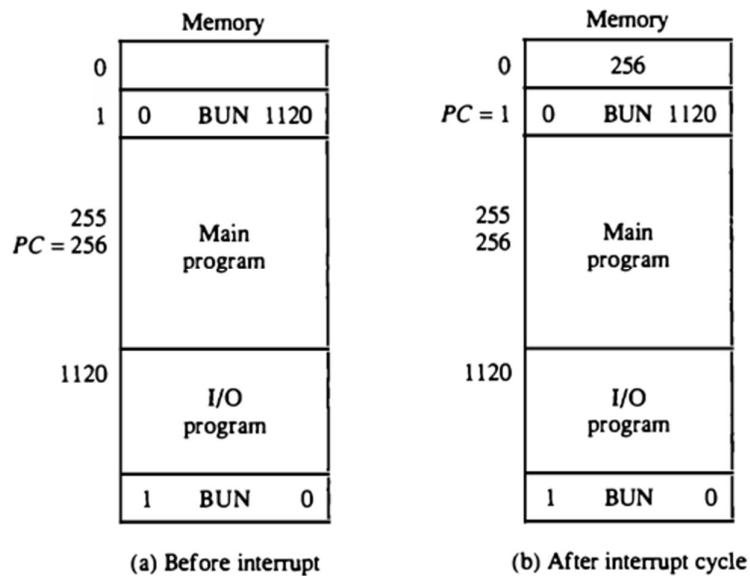 Memory
0
1 0 BUN 1120
255
PC = 256
Main
program
1120
I/O
program
1 BUN 0
(a) Before interrupt
Memory
0 256
PC = 1 0 BUN 1120
255
256
Main
program
1120
I/O
program
1 BUN 0
(b) After interrupt cycle